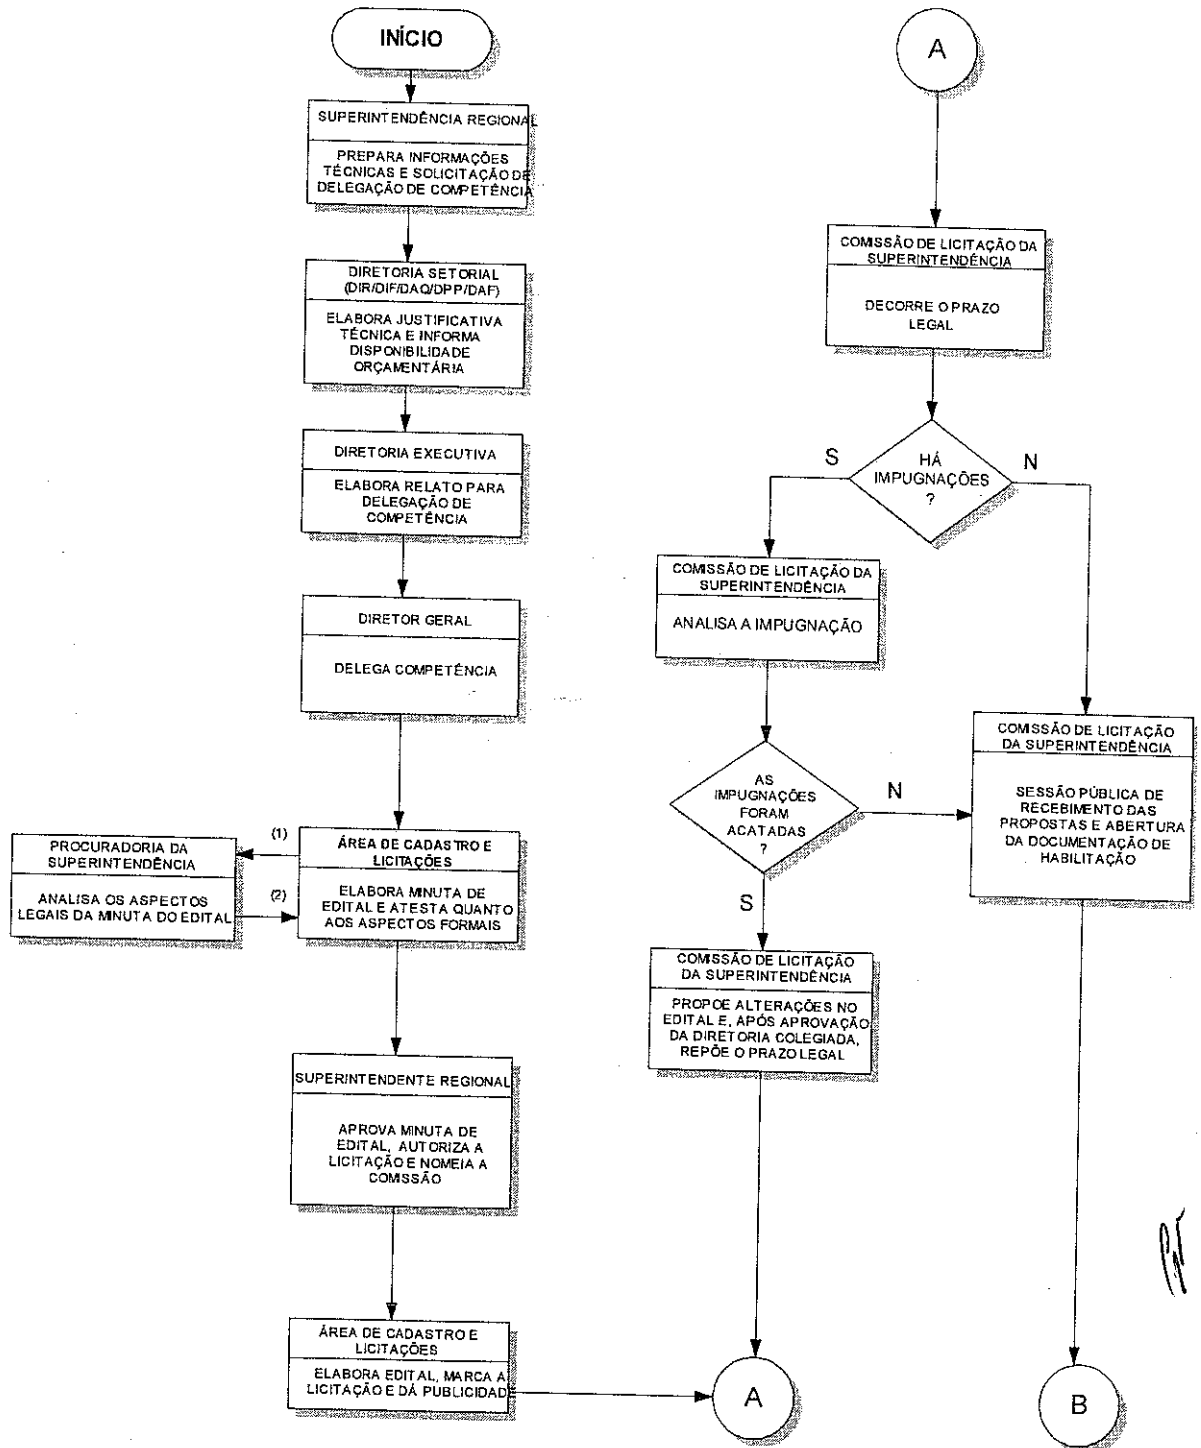 INÍCIO
SUPERINTENDÊNCIA REGIONAL
PREPARA INFORMAÇÕES
TÉCNICAS E SOLICITAÇÃO DE
DELEGAÇÃO DE COMPETÊNCIA
DIRETORIA SETORIAL
(DIR/DIF/DAQ/DPP/DAF)
ELABORA JUSTIFICATIVA
TÉCNICA E INFORMA
DISPONIBILIDADE
ORÇAMENTÁRIA
DIRETORIA EXECUTIVA
ELABORA RELATO PARA
DELEGAÇÃO DE
COMPETÊNCIA
DIRETOR GERAL
DELEGA COMPETÊNCIA
PROCURADORIA DA
SUPERINTENDÊNCIA
ANALISA OS ASPECTOS
LEGAIS DA MINUTA DO EDITAL
(1)
(2)
ÁREA DE CADASTRO E
LICITAÇÕES
ELABORA MINUTA DE
EDITAL E ATESTA QUANTO
AOS ASPECTOS FORMAIS
SUPERINTENDENTE REGIONAL
APROVA MINUTA DE
EDITAL, AUTORIZA A
LICITAÇÃO E NOMEIA A
COMISSÃO
ÁREA DE CADASTRO E
LICITAÇÕES
ELABORA EDITAL, MARCA A
LICITAÇÃO E DÁ PUBLICIDADE
A
COMISSÃO DE LICITAÇÃO DA
SUPERINTENDÊNCIA
DECORRE O PRAZO
LEGAL
HÁ
IMPUGNAÇÕES
?
S
N
COMISSÃO DE LICITAÇÃO DA
SUPERINTENDÊNCIA
ANALISA A IMPUGNAÇÃO
AS
IMPUGNAÇÕES
FORAM
ACATADAS
?
N
S
COMISSÃO DE LICITAÇÃO
DA SUPERINTENDÊNCIA
SESSÃO PÚBLICA DE
RECEBIMENTO DAS
PROPOSTAS E ABERTURA
DA DOCUMENTAÇÃO DE
HABILITAÇÃO
COMISSÃO DE LICITAÇÃO
DA SUPERINTENDÊNCIA
PROPOE ALTERAÇÕES NO
EDITAL E, APÓS APROVAÇÃO
DA DIRETORIA COLEGIADA,
REPÕE O PRAZO LEGAL
A
B